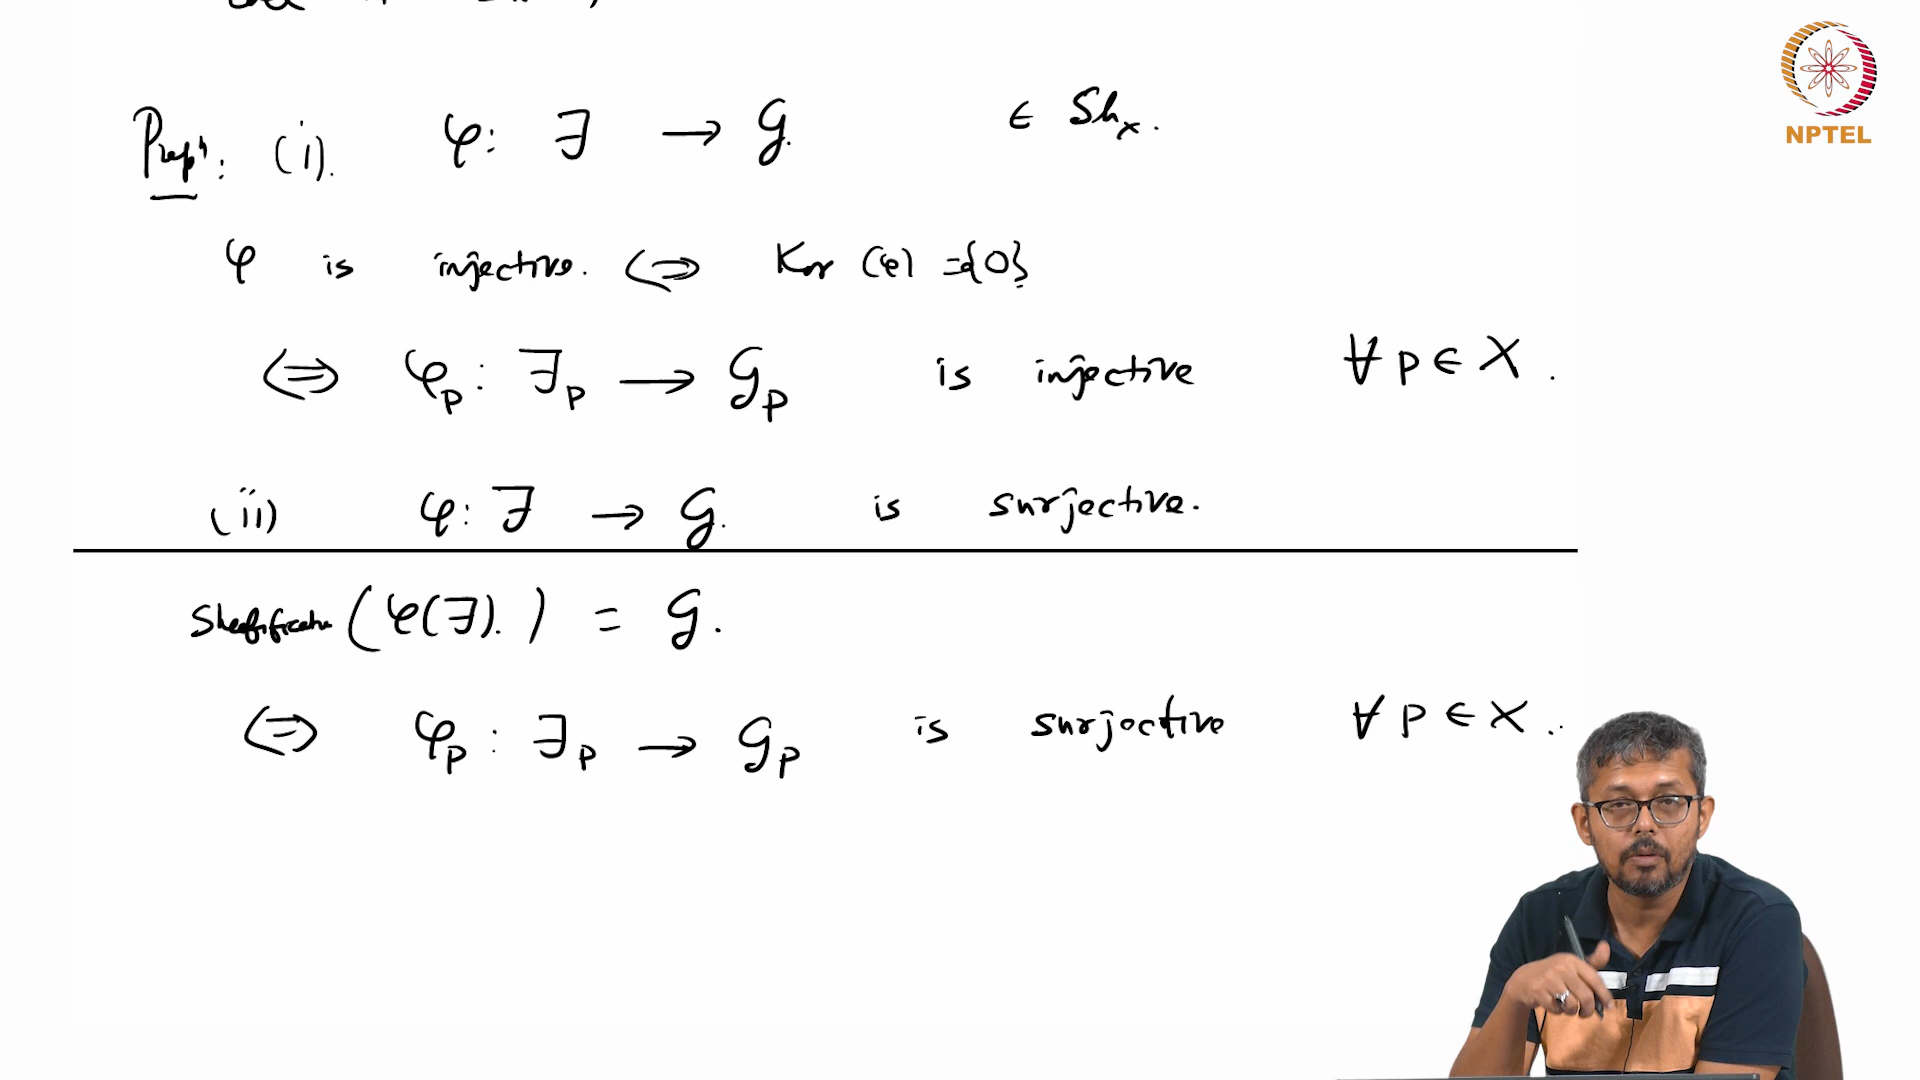 Propⁿ: (i). φ: ℱ → 𝒢. ∈ Sh_X.
NPTEL
φ is injective. ⇔ Ker (φ) = {0}
⇔ φ_p : ℱ_p → 𝒢_p is injective ∀ p ∈ X.
(ii) φ: ℱ → 𝒢. is surjective.
Sheafification (φ(ℱ).) = 𝒢.
⇔ φ_p : ℱ_p → 𝒢_p is surjective ∀ p ∈ X.